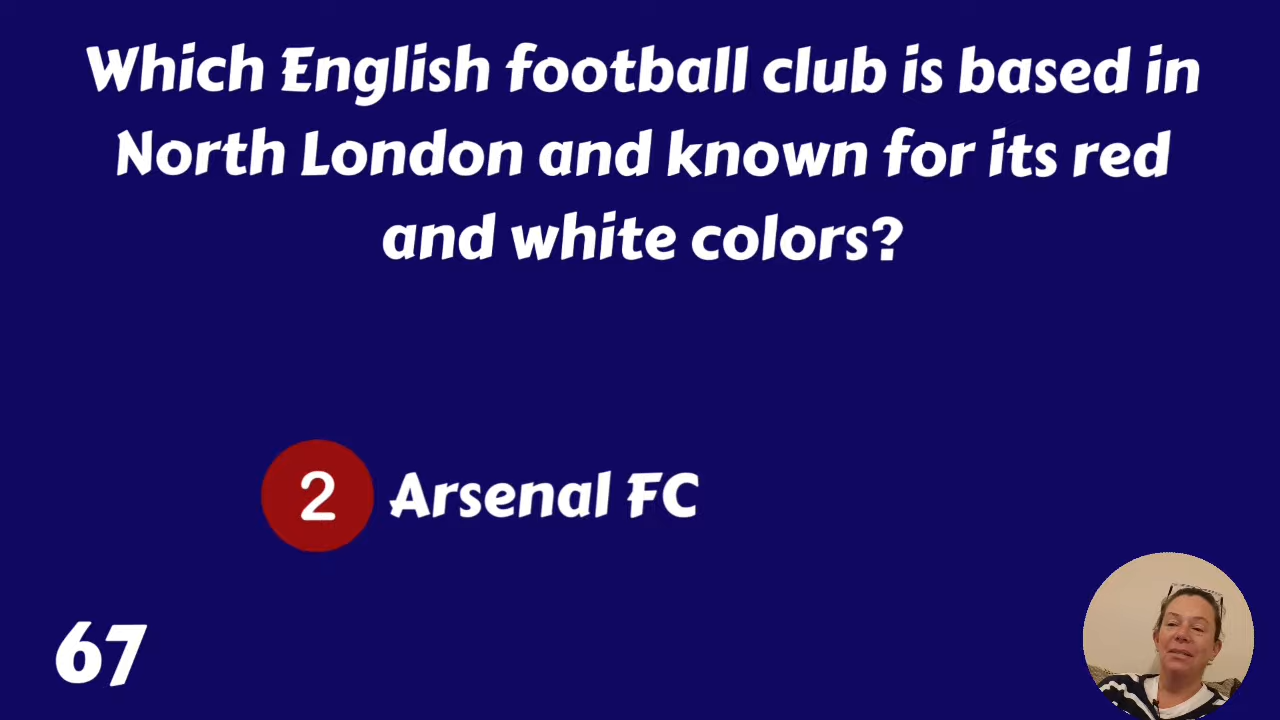 Which English football club is based in
North London and known for its red
and white colors?
2 Arsenal FC
67